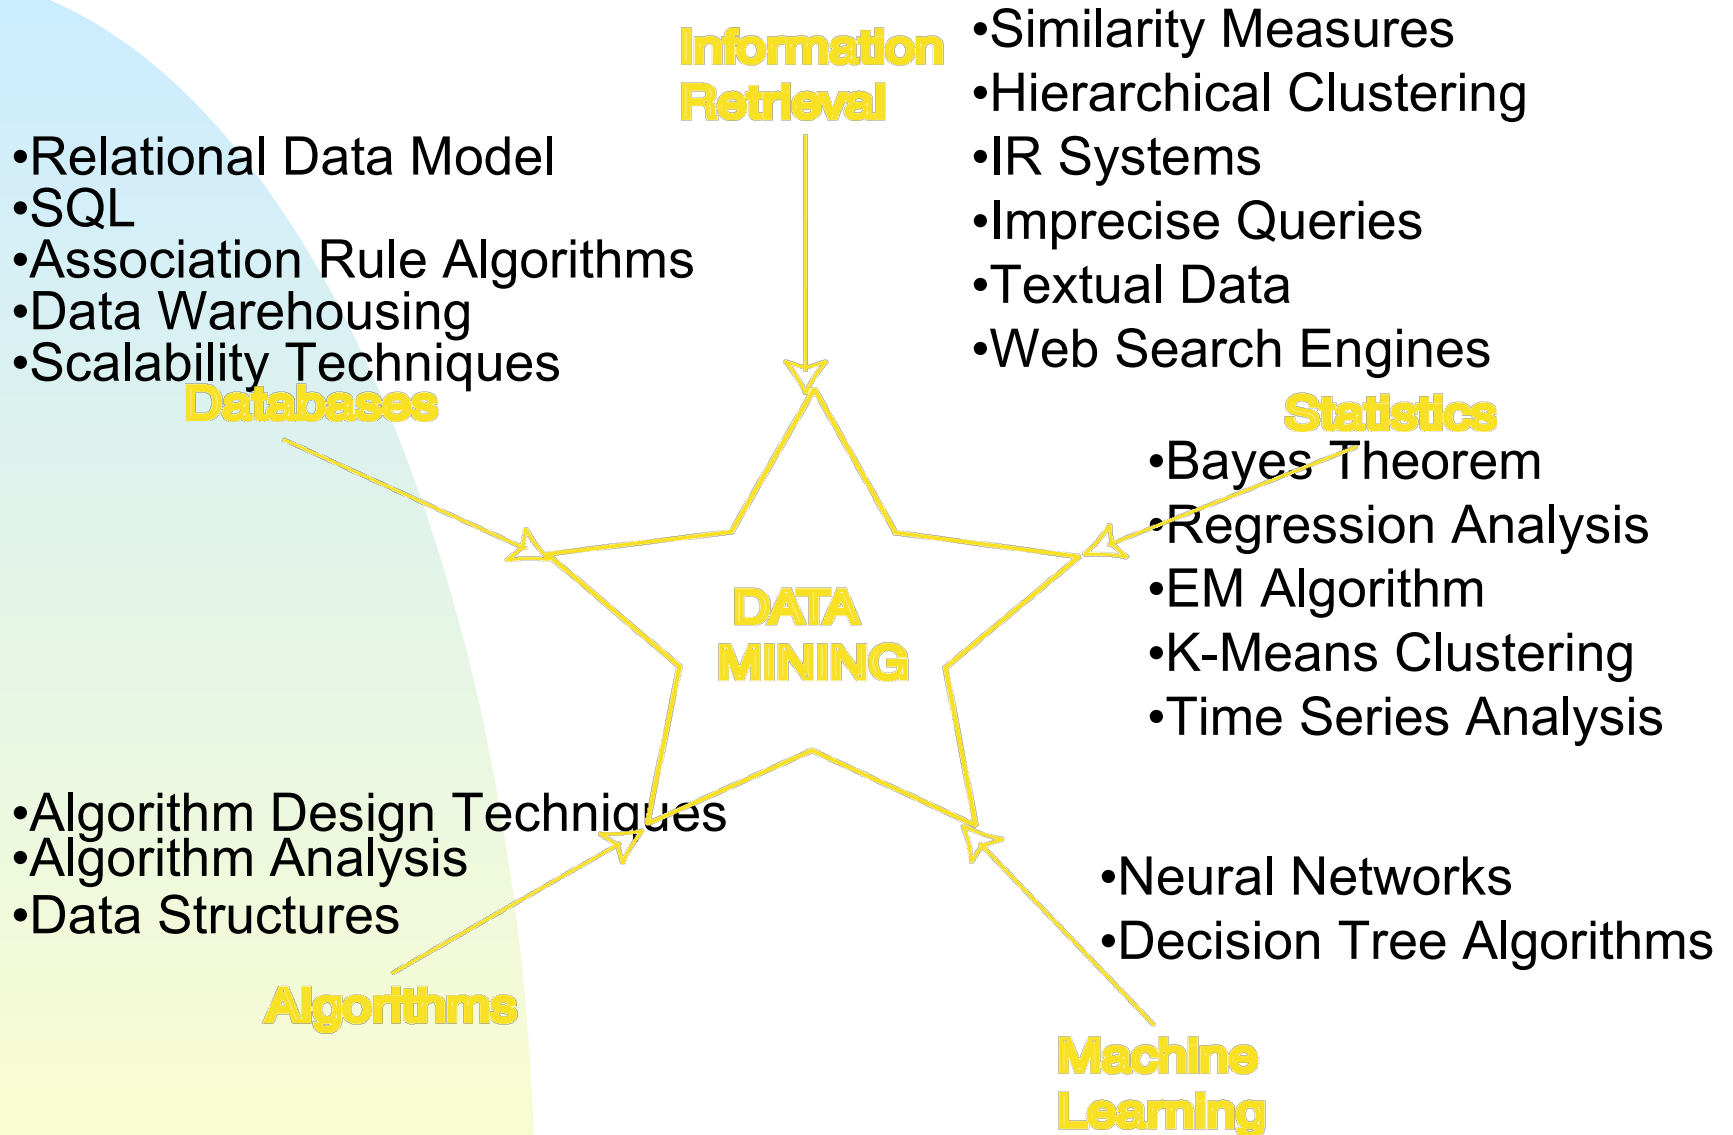 Information
Retrieval
•Similarity Measures
•Hierarchical Clustering
•IR Systems
•Imprecise Queries
•Textual Data
•Web Search Engines
•Relational Data Model
•SQL
•Association Rule Algorithms
•Data Warehousing
•Scalability Techniques
Databases
Statistics
•Bayes Theorem
•Regression Analysis
•EM Algorithm
•K-Means Clustering
•Time Series Analysis
DATA
MINING
•Algorithm Design Techniques
•Algorithm Analysis
•Data Structures
Algorithms
•Neural Networks
•Decision Tree Algorithms
Machine
Learning